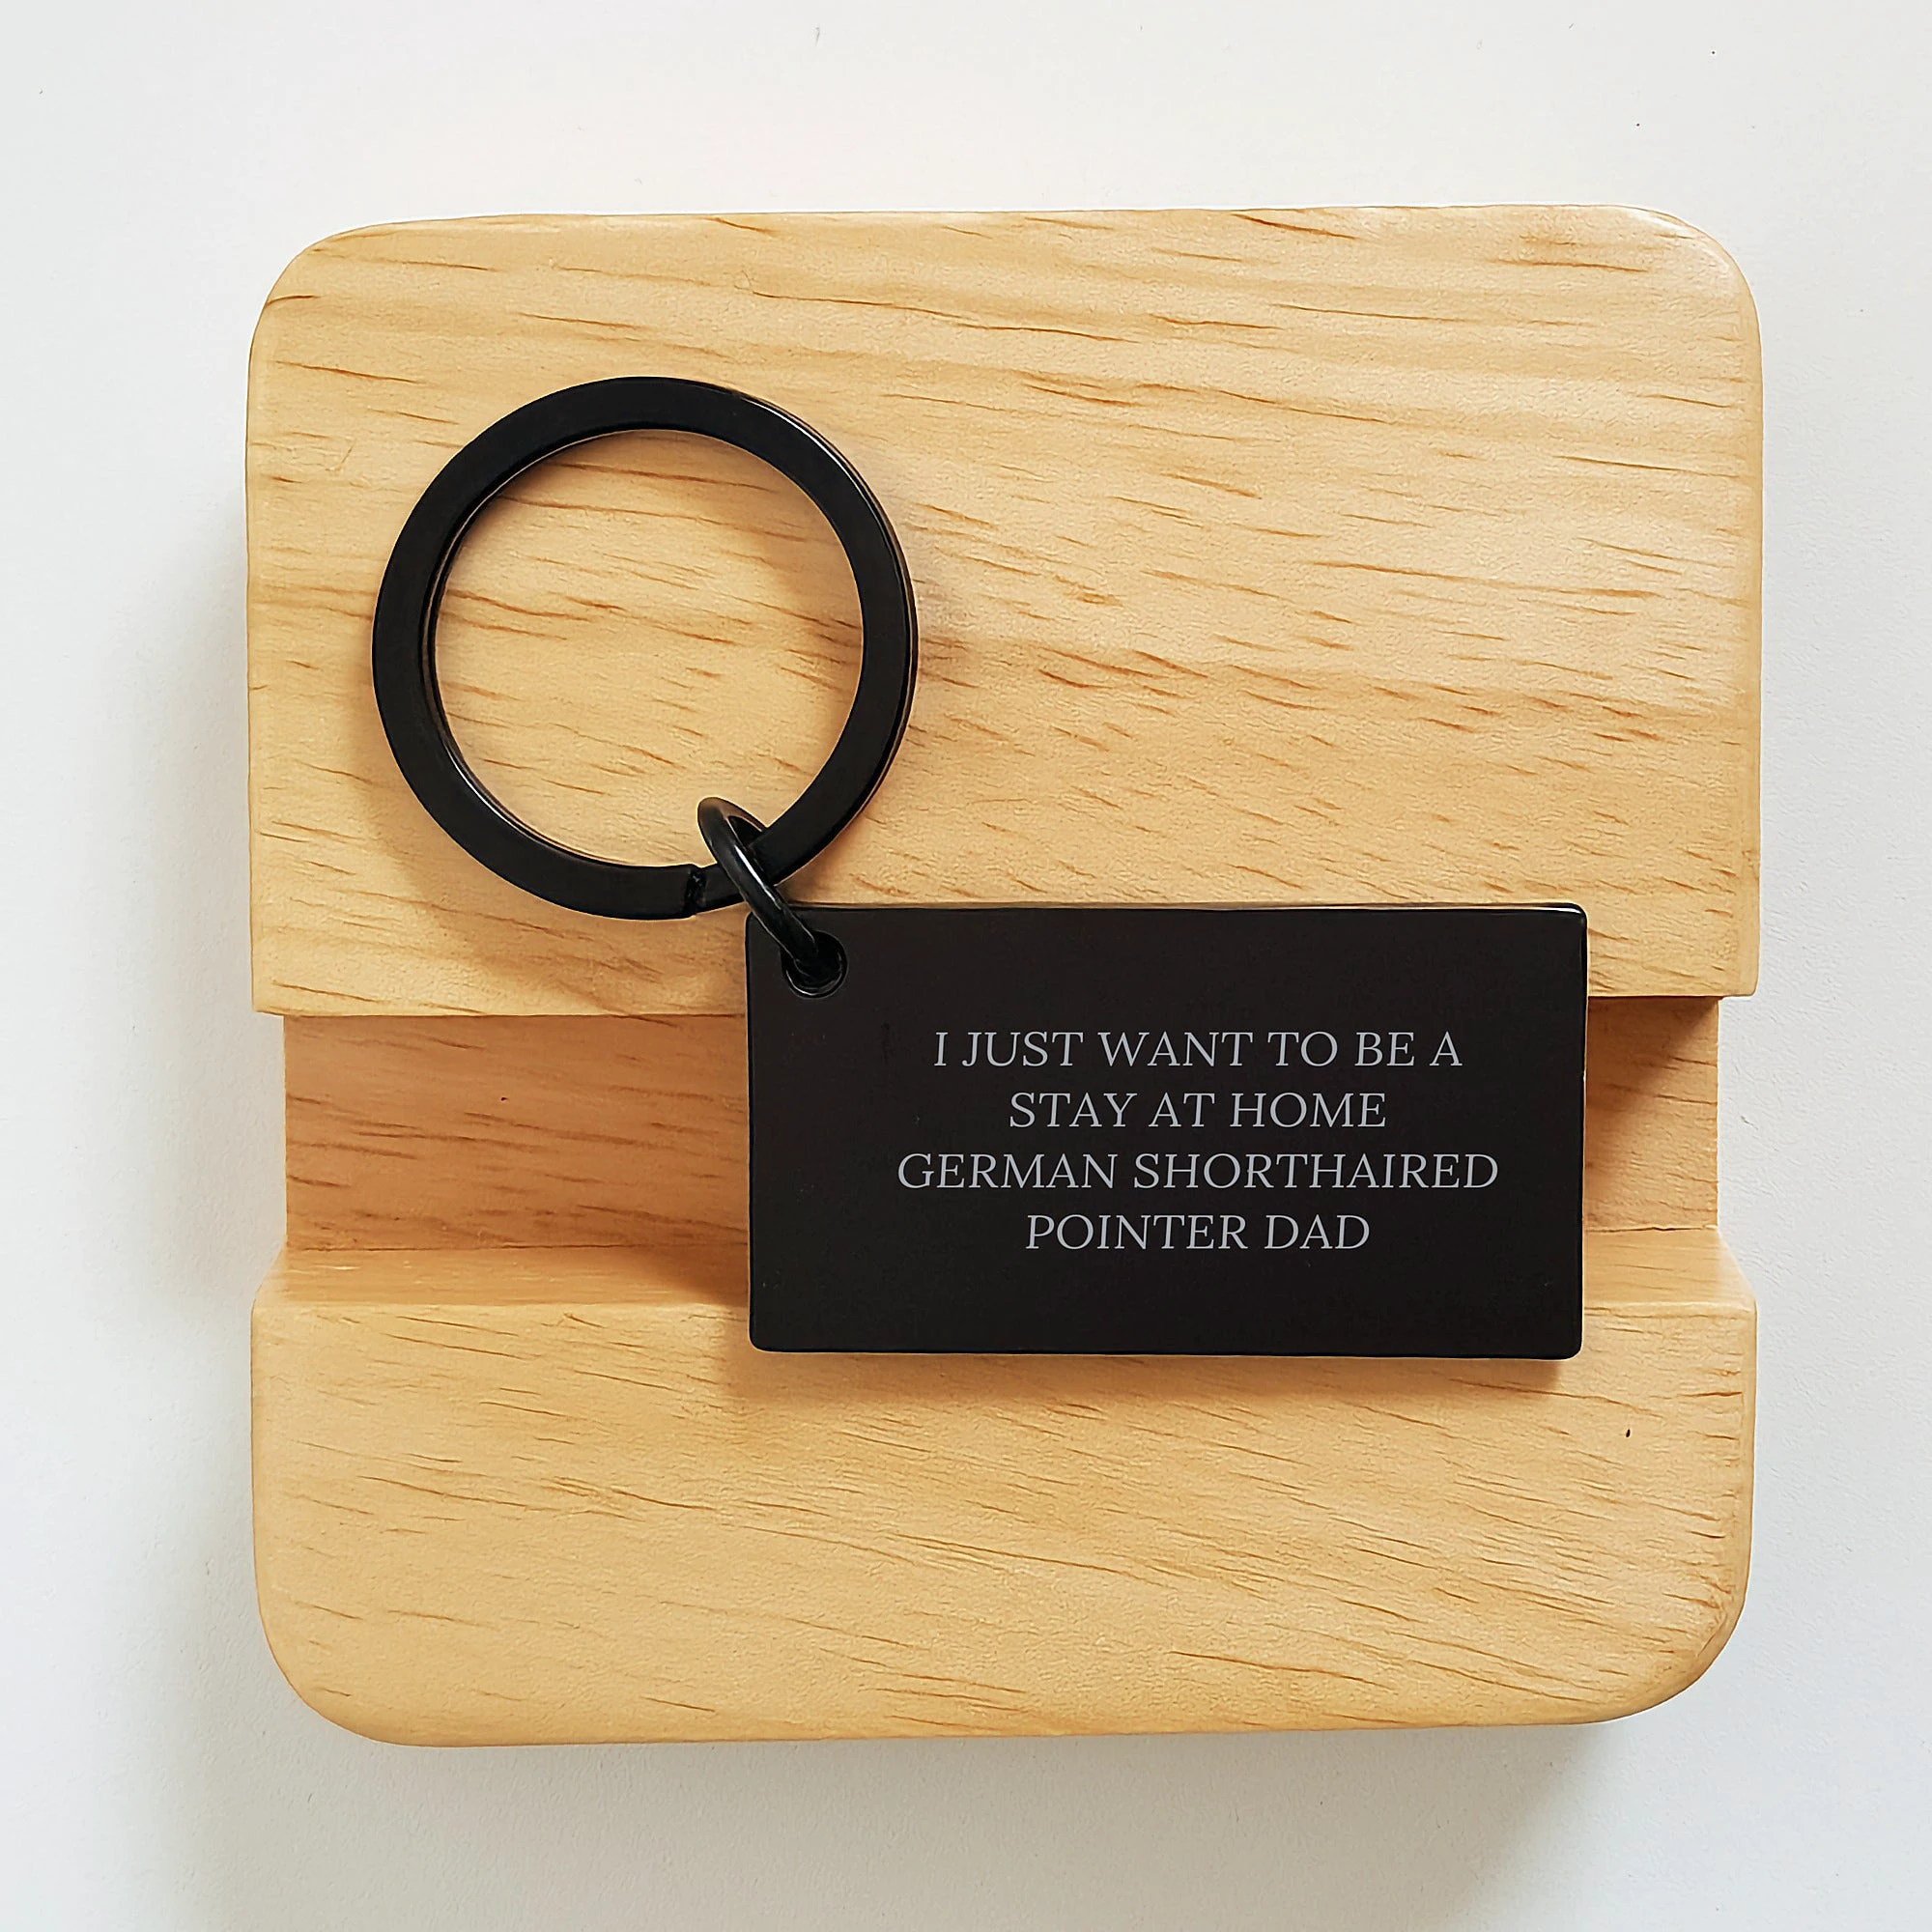 I JUST WANT TO BE A
STAY AT HOME
GERMAN SHORTHAIRED
POINTER DAD